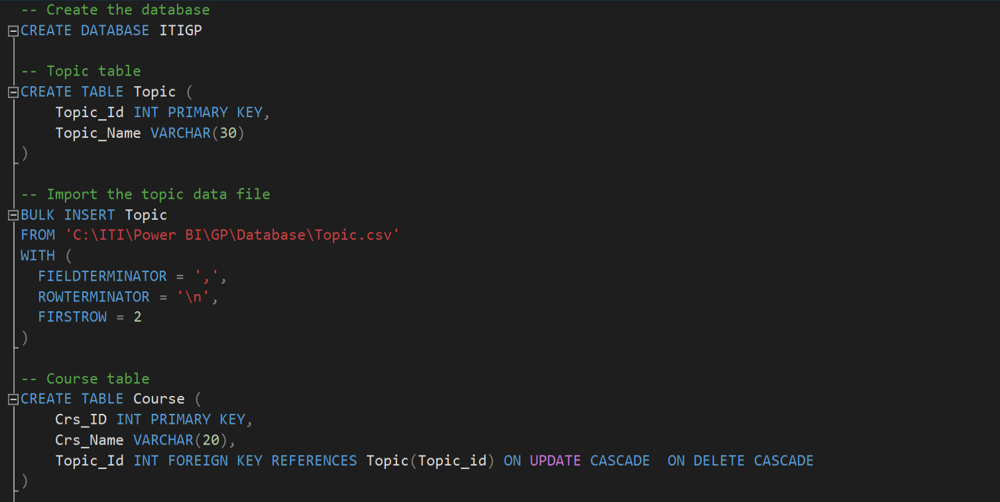 -- Create the database
CREATE DATABASE ITIGP
-- Topic table
CREATE TABLE Topic (
    Topic_Id INT PRIMARY KEY,
    Topic_Name VARCHAR(30)
)
-- Import the topic data file
BULK INSERT Topic
FROM 'C:\ITI\Power BI\GP\Database\Topic.csv'
WITH (
  FIELDTERMINATOR = ',',
  ROWTERMINATOR = '\n',
  FIRSTROW = 2
)
-- Course table
CREATE TABLE Course (
    Crs_ID INT PRIMARY KEY,
    Crs_Name VARCHAR(20),
    Topic_Id INT FOREIGN KEY REFERENCES Topic(Topic_id) ON UPDATE CASCADE  ON DELETE CASCADE
)